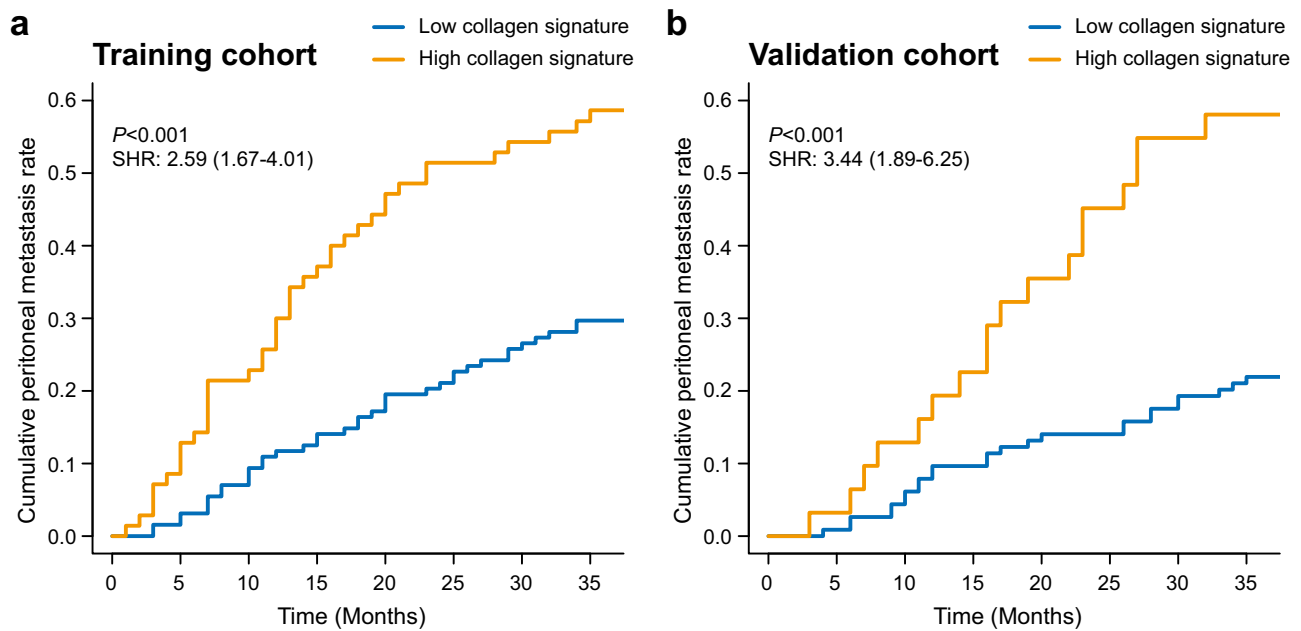 a
Training cohort
Low collagen signature
High collagen signature
P<0.001
SHR: 2.59 (1.67-4.01)
Cumulative peritoneal metastasis rate
0.6
0.5
0.4
0.3
0.2
0.1
0.0
0 5 10 15 20 25 30 35
Time (Months)
b
Validation cohort
Low collagen signature
High collagen signature
P<0.001
SHR: 3.44 (1.89-6.25)
Cumulative peritoneal metastasis rate
0.6
0.5
0.4
0.3
0.2
0.1
0.0
0 5 10 15 20 25 30 35
Time (Months)